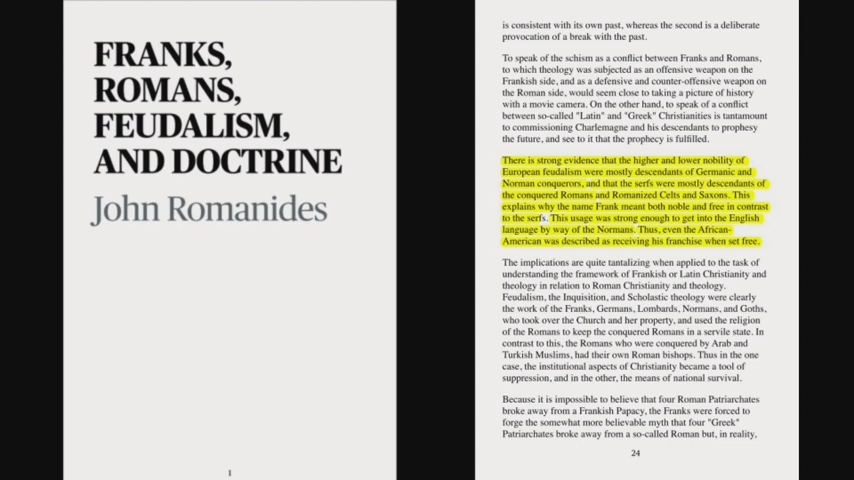 FRANKS,
ROMANS,
FEUDALISM,
AND DOCTRINE
John Romanides
1
is consistent with its own past, whereas the second is a deliberate
provocation of a break with the past.
To speak of the schism as a conflict between Franks and Romans,
to which theology was subjected as an offensive weapon on the
Frankish side, and as a defensive and counter-offensive weapon on
the Roman side, would seem close to taking a picture of history
with a movie camera. On the other hand, to speak of a conflict
between so-called "Latin" and "Greek" Christianities is tantamount
to commissioning Charlemagne and his descendants to prophesy
the future, and see to it that the prophecy is fulfilled.
There is strong evidence that the higher and lower nobility of
European feudalism were mostly descendants of Germanic and
Norman conquerors, and that the serfs were mostly descendants of
the conquered Romans and Romanized Celts and Saxons. This
explains why the name Frank meant both noble and free in contrast
to the serfs. This usage was strong enough to get into the English
language by way of the Normans. Thus, even the African-
American was described as receiving his franchise when set free.
The implications are quite tantalizing when applied to the task of
understanding the framework of Frankish or Latin Christianity and
theology in relation to Roman Christianity and theology.
Feudalism, the Inquisition, and Scholastic theology were clearly
the work of the Franks, Germans, Lombards, Normans, and Goths,
who took over the Church and her property, and used the religion
of the Romans to keep the conquered Romans in a servile state. In
contrast to this, the Romans who were conquered by Arab and
Turkish Muslims, had their own Roman bishops. Thus in the one
case, the institutional aspects of Christianity became a tool of
suppression, and in the other, the means of national survival.
Because it is impossible to believe that four Roman Patriarchates
broke away from a Frankish Papacy, the Franks were forced to
forge the somewhat more believable myth that four "Greek"
Patriarchates broke away from a so-called Roman but, in reality,
24